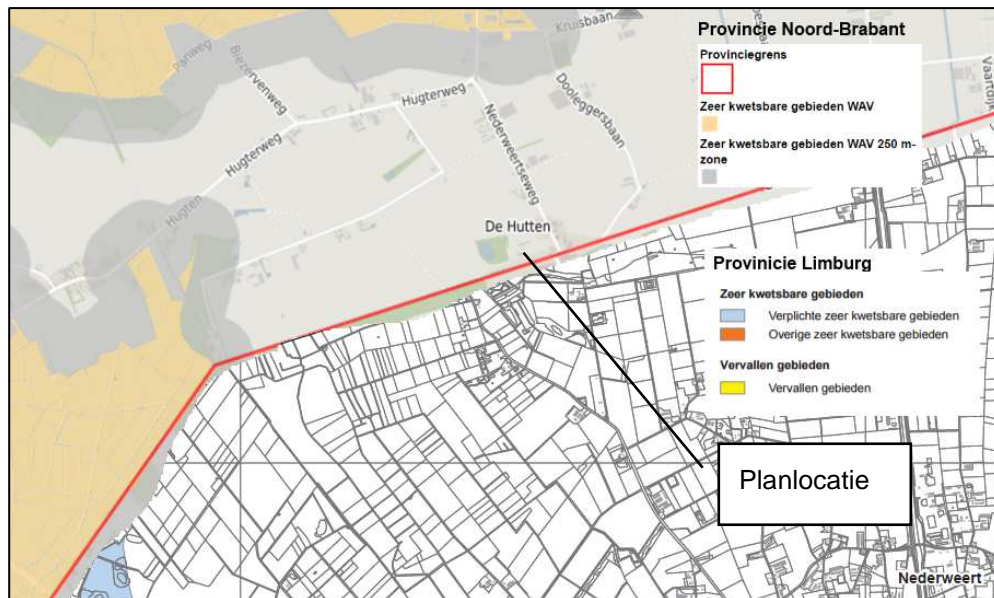 Kruisbaan
Panweg
Biezervenweg
Hugterweg
Dooleggersbaan
Hugterweg
Nederweertseweg
Hugten
De Hutten
Vaartdijk
Provincie Noord-Brabant
Provinciegrens
Zeer kwetsbare gebieden WAV
Zeer kwetsbare gebieden WAV 250 m-
zone
Provinicie Limburg
Zeer kwetsbare gebieden
Verplichte zeer kwetsbare gebieden
Overige zeer kwetsbare gebieden
Vervallen gebieden
Vervallen gebieden
Planlocatie
Nederweert